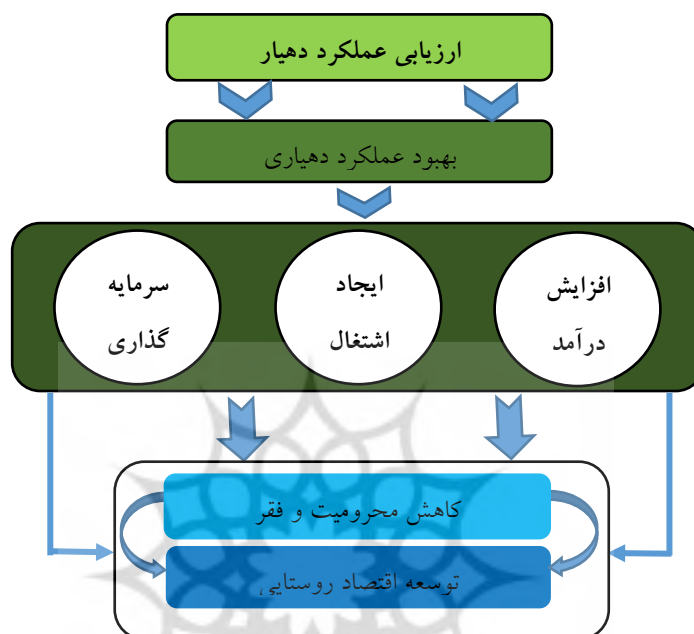 ارزیابی عملکرد دهیار
بهبود عملکرد دهیاری
افزایش
درآمد
ایجاد
اشتغال
سرمایه
گذاری
کاهش محرومیت و فقر
توسعه اقتصاد روستایی